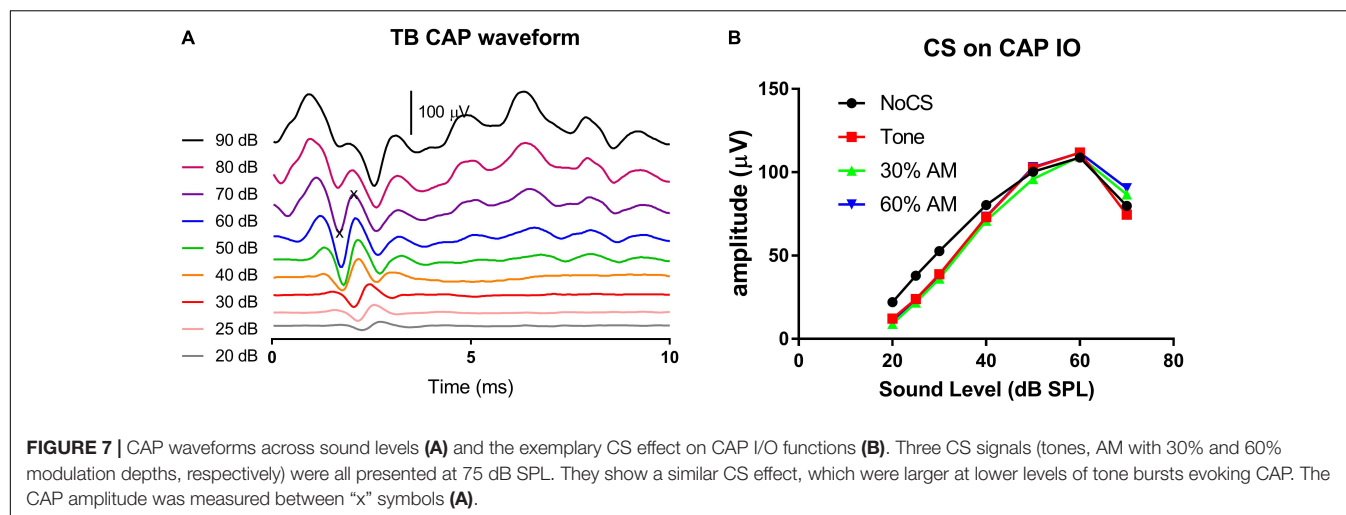 A
TB CAP waveform
100 μV
90 dB
80 dB
70 dB
60 dB
50 dB
40 dB
30 dB
25 dB
20 dB
x
x
0
5
10
Time (ms)
B
CS on CAP IO
NoCS
Tone
30% AM
60% AM
amplitude (μV)
150
100
50
0
0
20
40
60
80
Sound Level (dB SPL)
FIGURE 7 | CAP waveforms across sound levels (A) and the exemplary CS effect on CAP I/O functions (B). Three CS signals (tones, AM with 30% and 60%
modulation depths, respectively) were all presented at 75 dB SPL. They show a similar CS effect, which were larger at lower levels of tone bursts evoking CAP. The
CAP amplitude was measured between “x” symbols (A).